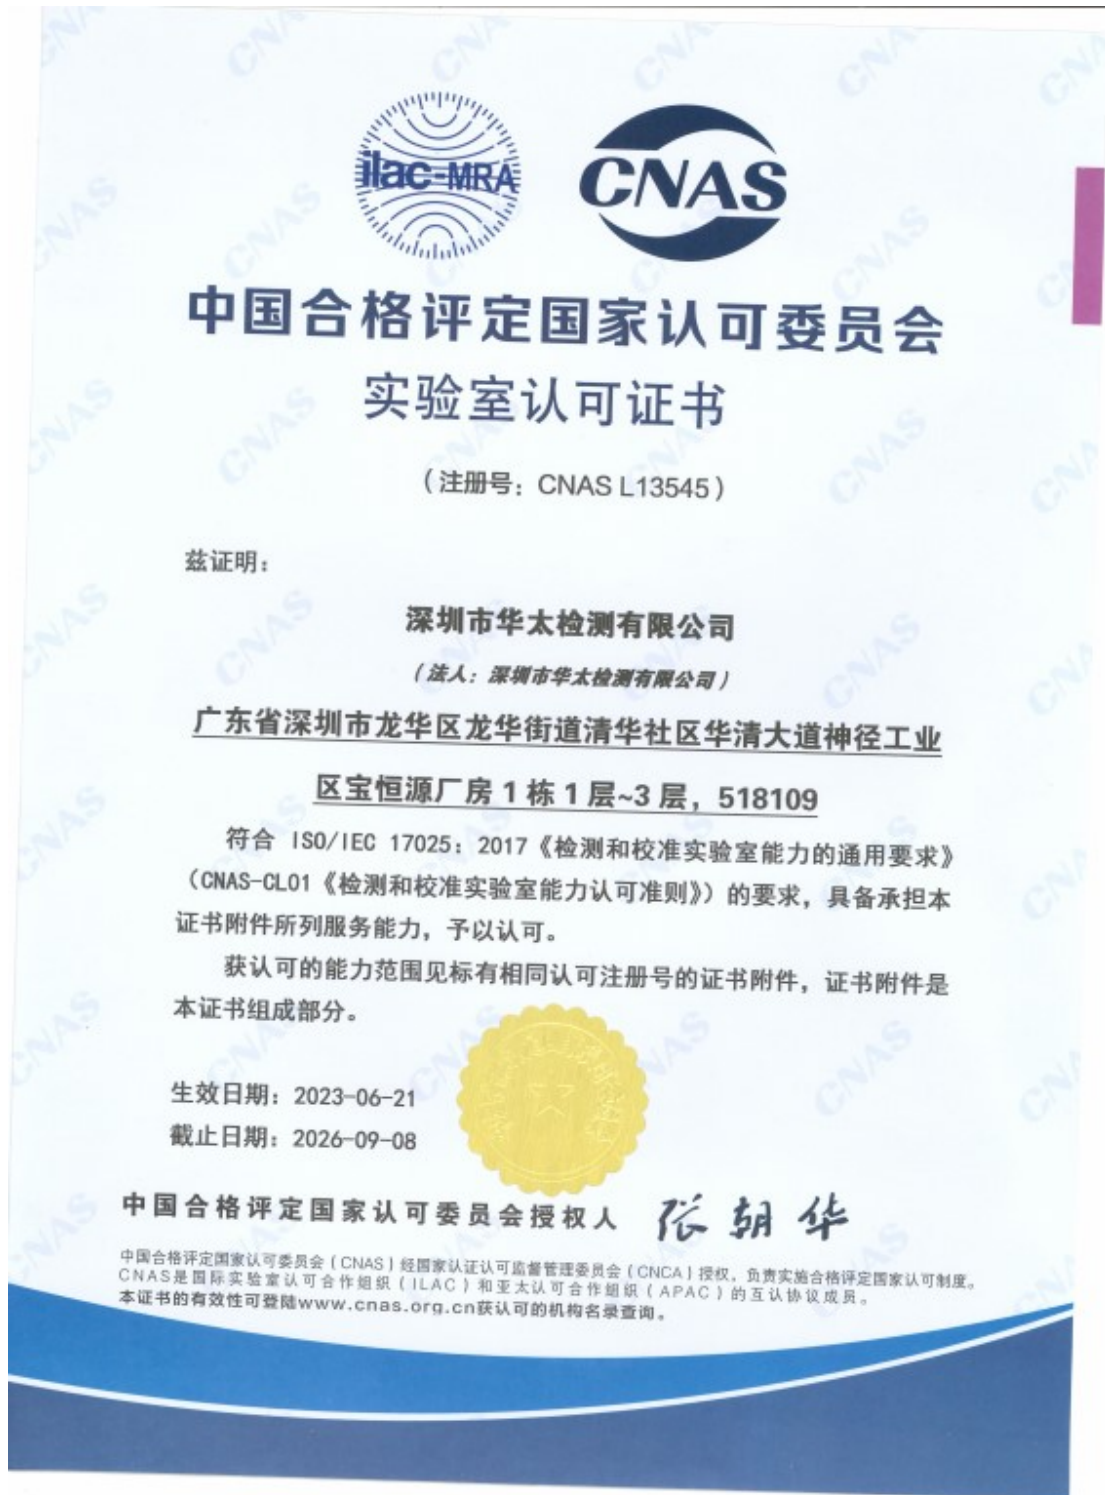 ilac-MRA
CNAS
中国合格评定国家认可委员会
实验室认可证书
（注册号：CNAS L13545）
兹证明：
深圳市华太检测有限公司
（法人：深圳市华太检测有限公司）
广东省深圳市龙华区龙华街道清华社区华清大道神径工业
区宝恒源厂房 1 栋 1 层~3 层，518109
符合 ISO/IEC 17025：2017《检测和校准实验室能力的通用要求》
（CNAS-CL01《检测和校准实验室能力认可准则》）的要求，具备承担本
证书附件所列服务能力，予以认可。
获认可的能力范围见标有相同认可注册号的证书附件，证书附件是
本证书组成部分。
生效日期：2023-06-21
截止日期：2026-09-08
中国合格评定国家认可委员会授权人 张朝华
中国合格评定国家认可委员会（CNAS）经国家认证认可监督管理委员会（CNCA）授权，负责实施合格评定国家认可制度。
CNAS是国际实验室认可合作组织（ILAC）和亚太认可合作组织（APAC）的互认协议成员。
本证书的有效性可登陆www.cnas.org.cn获认可的机构名录查询。